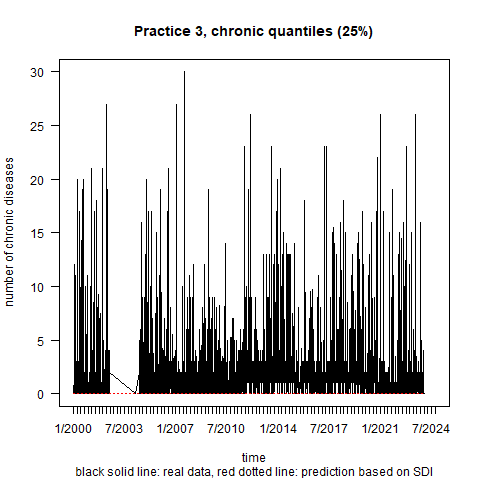 Practice 3, chronic quantiles (25%)
number of chronic diseases
30
25
20
15
10
5
0
1/2000 7/2003 1/2007 7/2010 1/2014 7/2017 1/2021 7/2024
time
black solid line: real data, red dotted line: prediction based on SDI